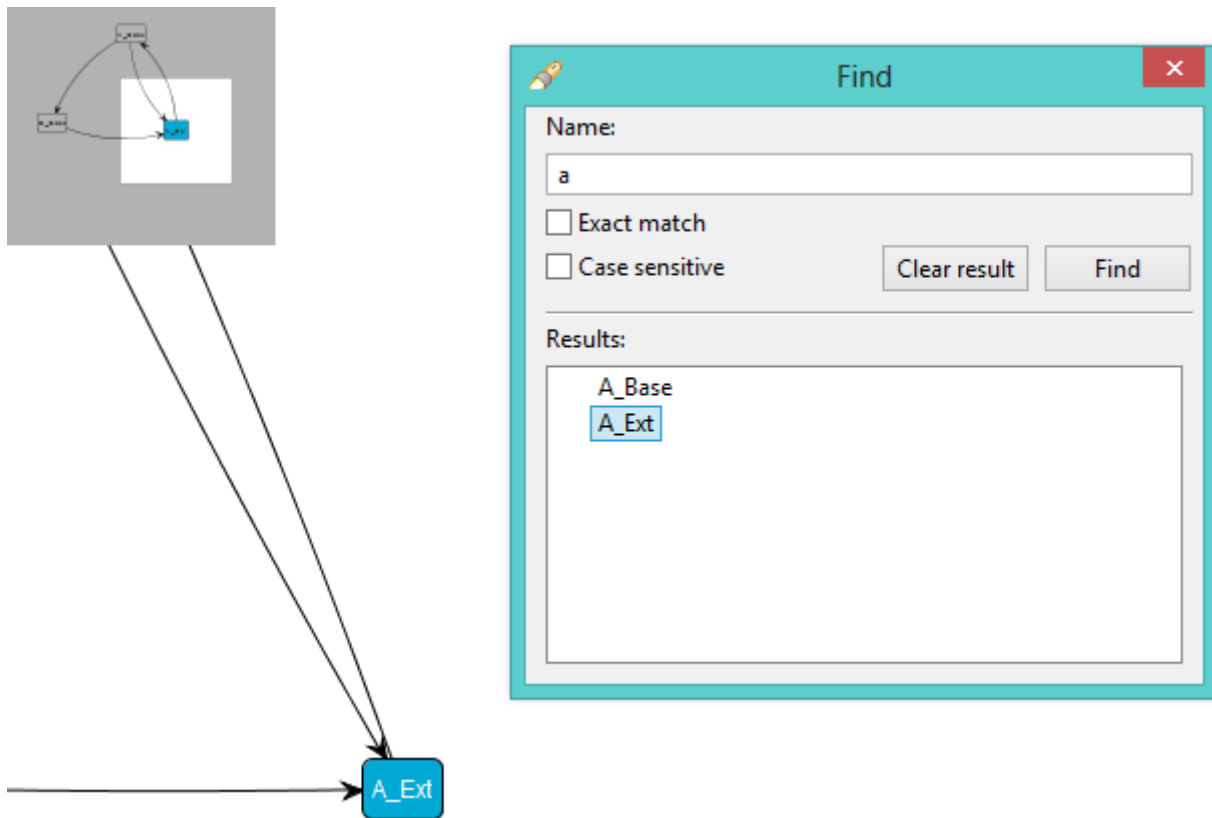 Find
Name:
a
Exact match
Case sensitive
Clear result
Find
Results:
A_Base
A_Ext
A_Ext